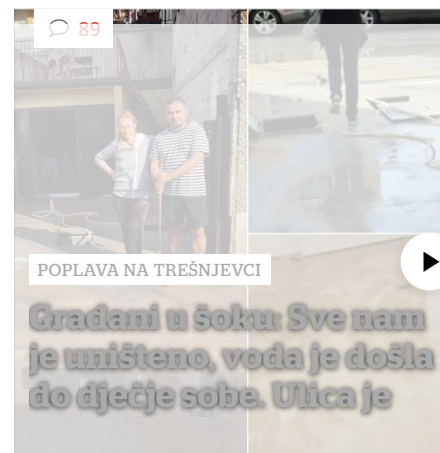 89
POPLAVA NA TREŠNJEVCI
Građani u šoku: Sve nam
je uništeno, voda je došla
do dječje sobe. Ulica je